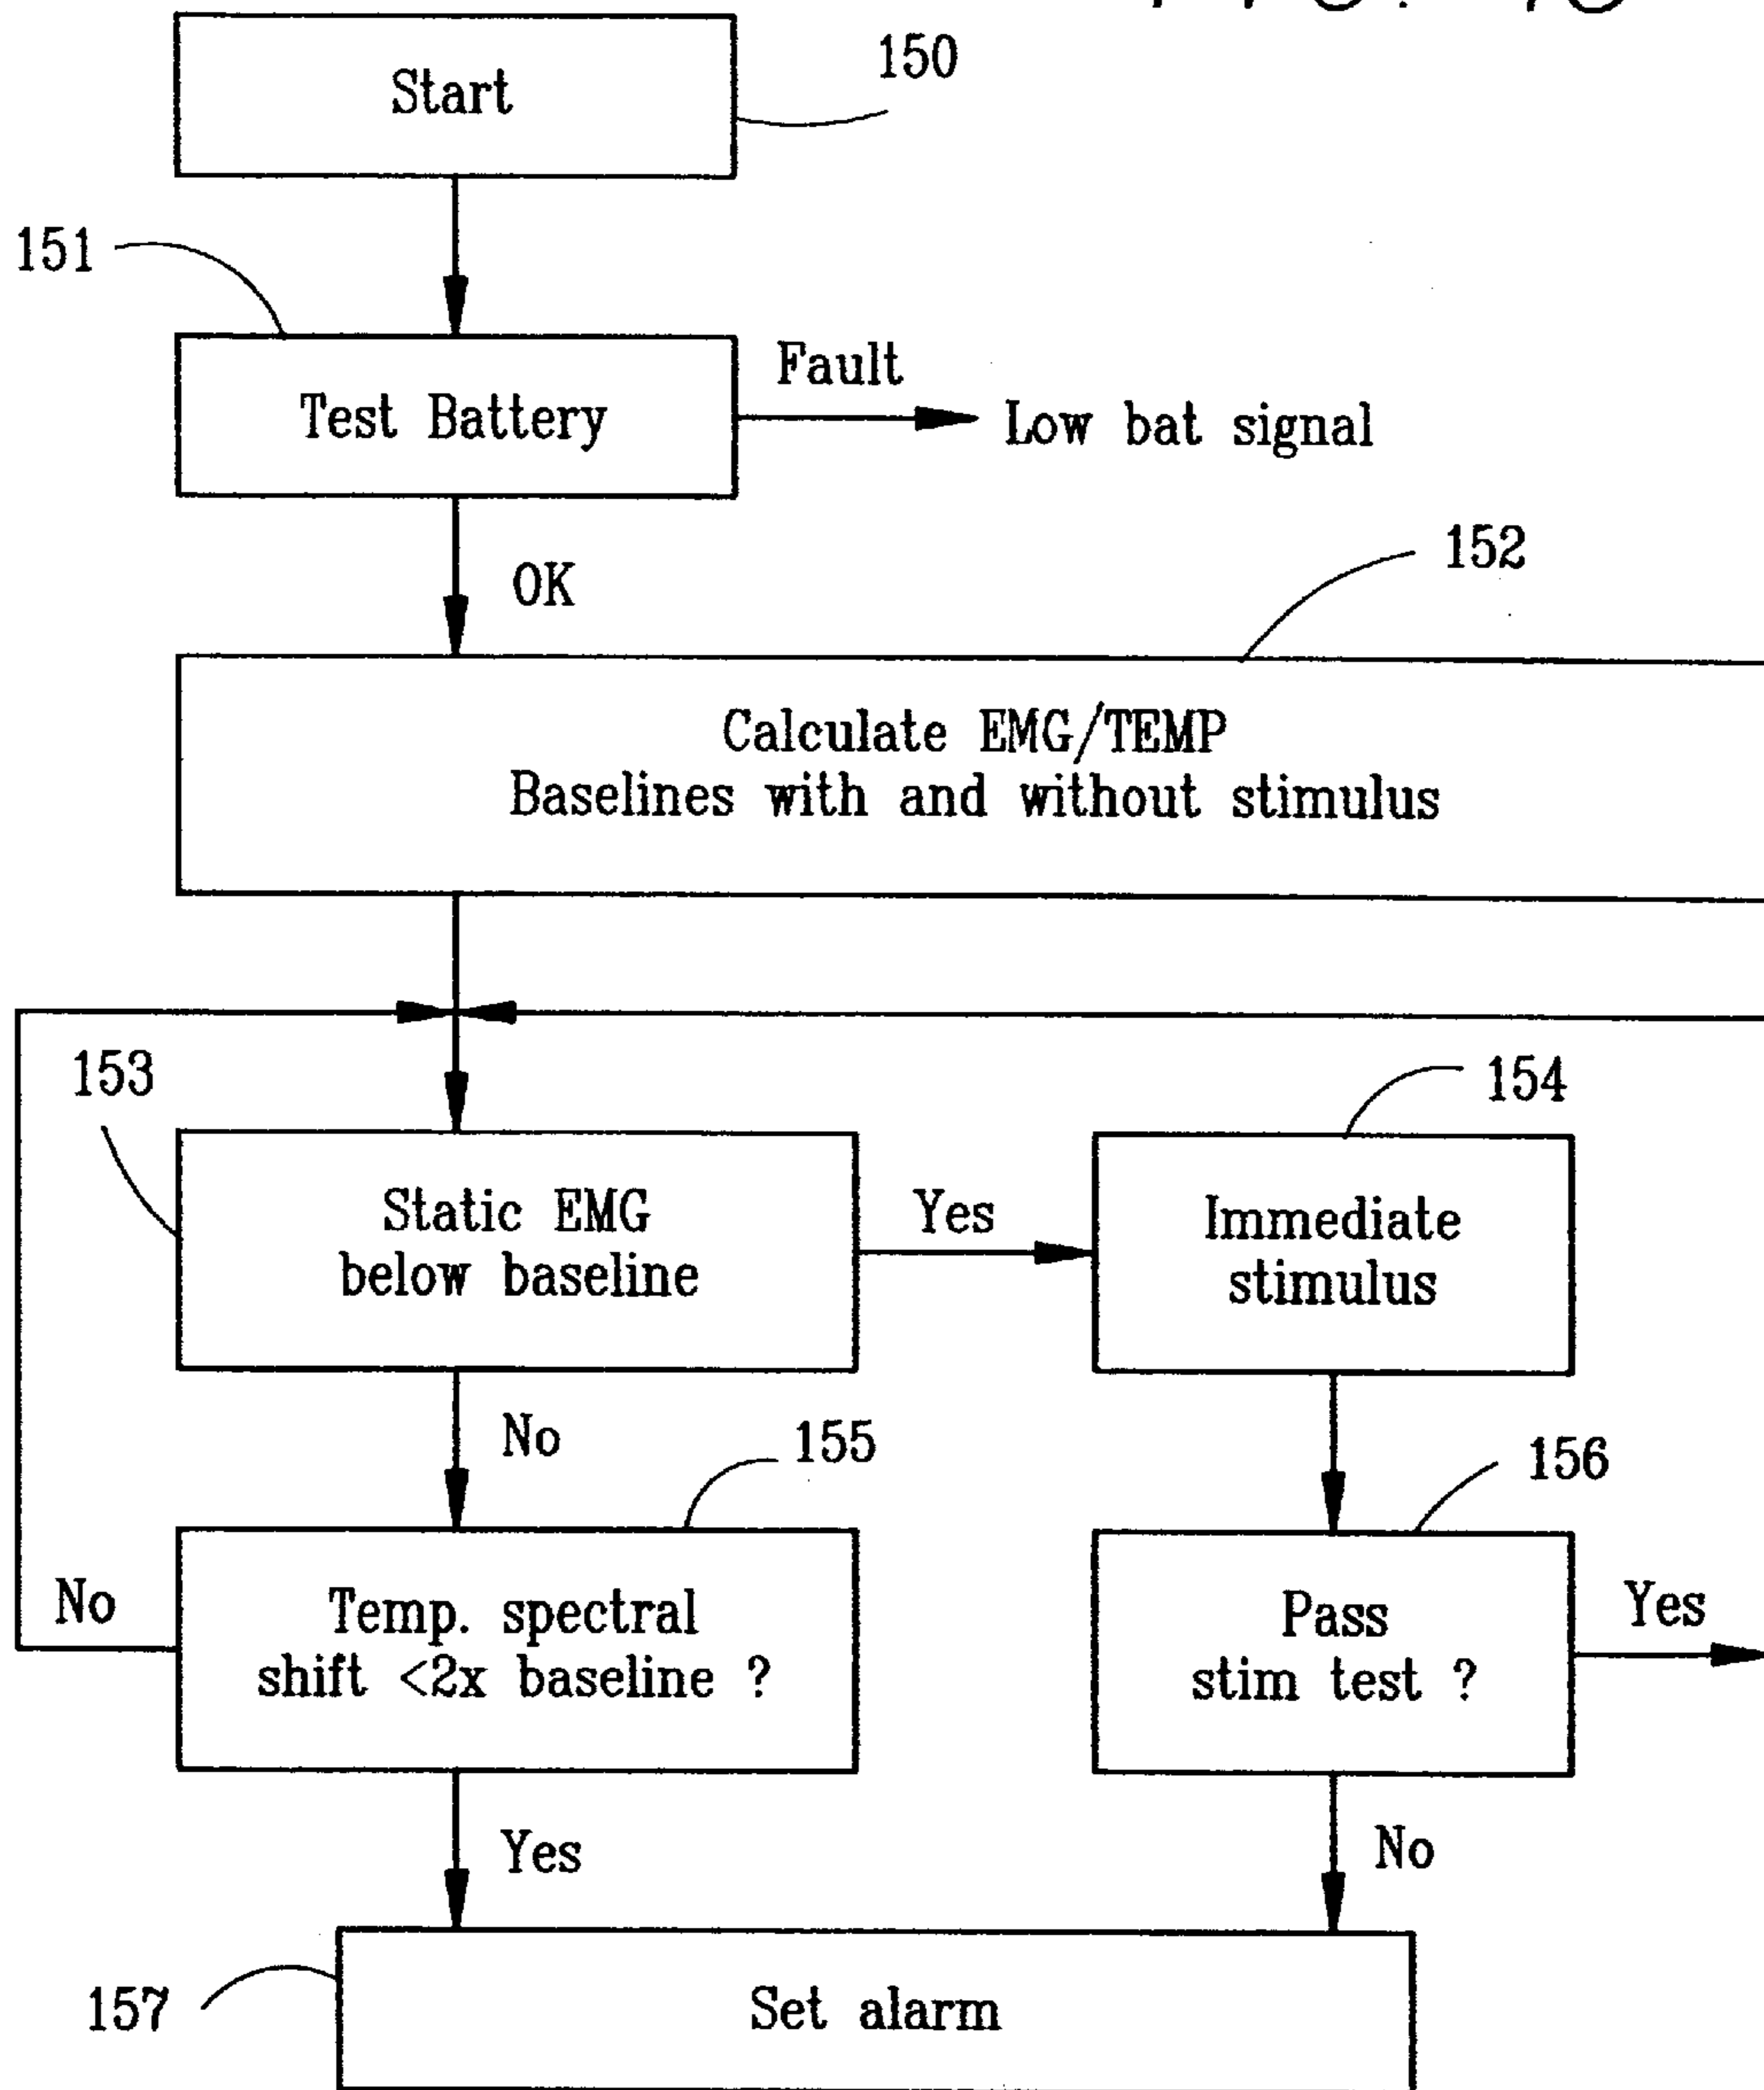 Start
150
151
Test Battery
Fault
Low bat signal
OK
152
Calculate EMG/TEMP
Baselines with and without stimulus
153
154
Static EMG
below baseline
Yes
Immediate
stimulus
No
155
156
No
Temp. spectral
shift <2x baseline ?
Pass
stim test ?
Yes
Yes
No
157
Set alarm